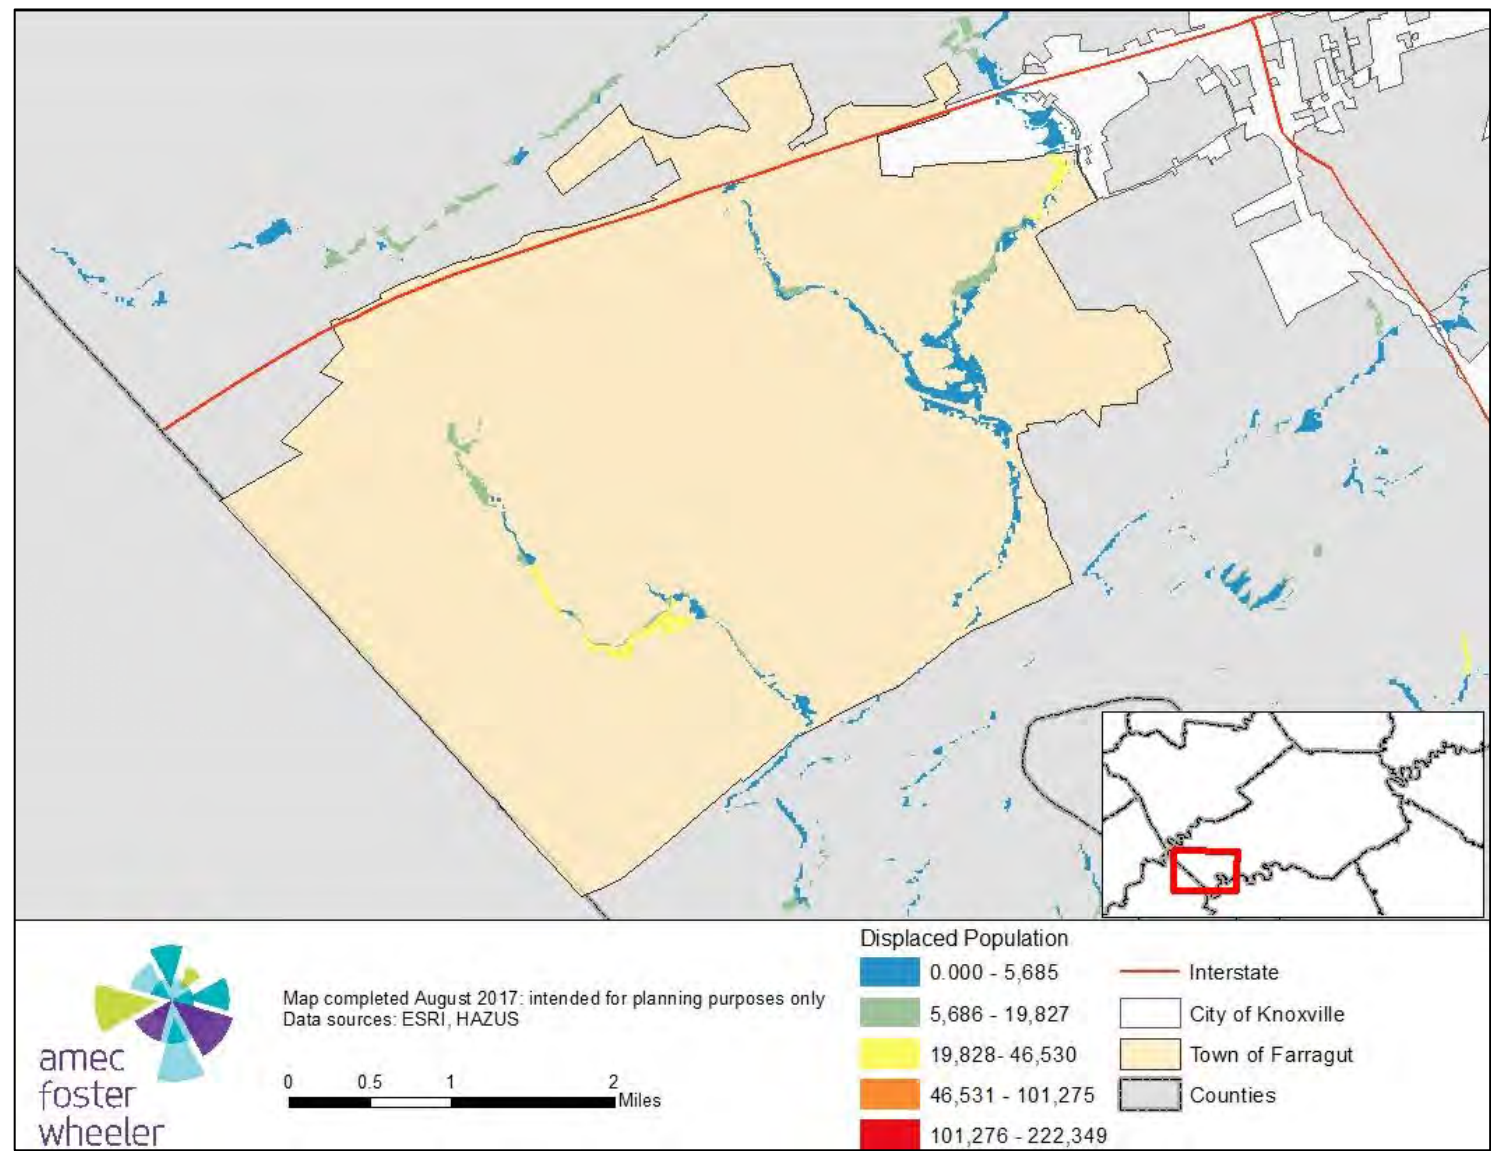 Displaced Population
0.000 - 5,685
5,686 - 19,827
19,828- 46,530
46,531 - 101,275
101,276 - 222,349
Interstate
City of Knoxville
Town of Farragut
Counties
Map completed August 2017: intended for planning purposes only
Data sources: ESRI, HAZUS
0 0.5 1 2
Miles
amec
foster
wheeler